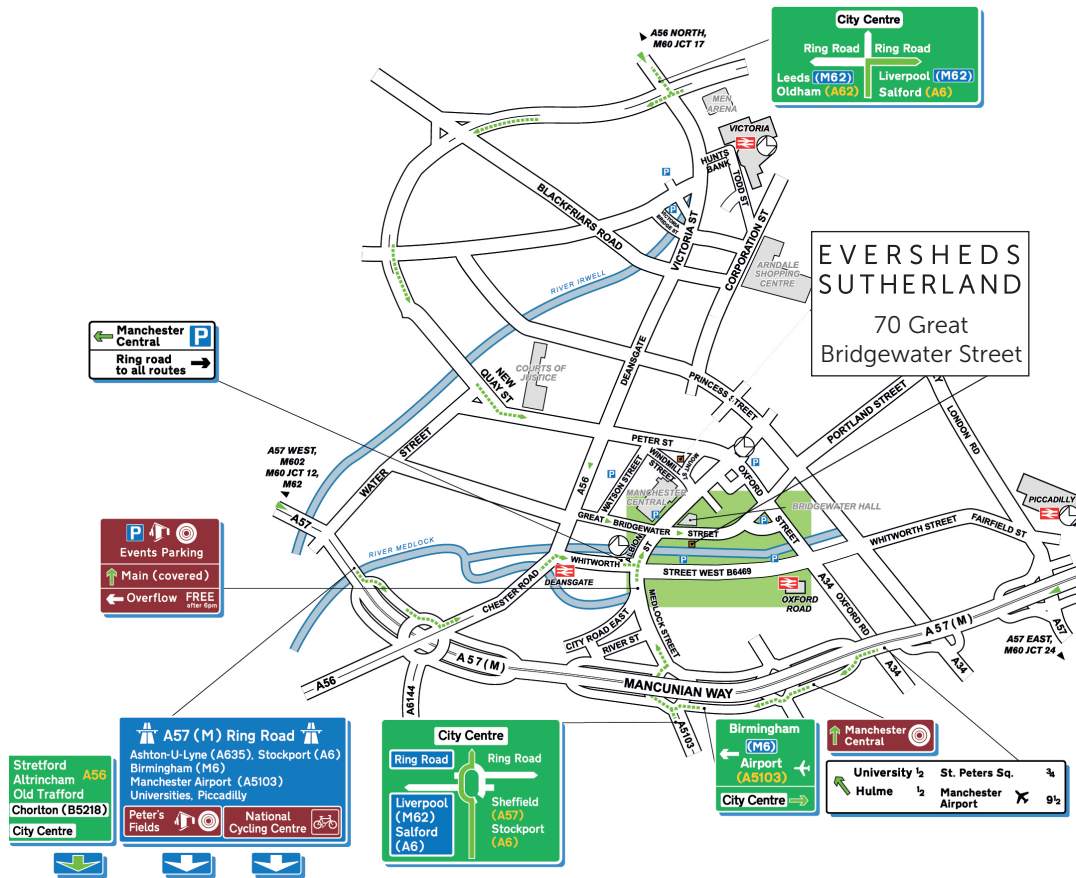 A56 NORTH,
M60 JCT 17
City Centre
Ring Road
Ring Road
Leeds (M62)
Oldham (A62)
Liverpool (M62)
Salford (A6)
MEN
ARENA
VICTORIA
HUNTS
BANK
TODD ST
P
P
VICTORIA
BRIDGE ST
BLACKFRIARS ROAD
VICTORIA ST
CORPORATION ST
ARNDALE
SHOPPING
CENTRE
RIVER IRWELL
EVERSHEDS
SUTHERLAND
70 Great
Bridgewater Street
Manchester
Central
P
Ring road
to all routes
NEW
QUAY ST
COURTS OF
JUSTICE
DEANSGATE
PRINCESS STREET
PORTLAND STREET
Y
LONDON RD
A57 WEST,
M602
M60 JCT 12,
M62
WATER STREET
PETER ST
WINDMILL
STREET
MOUNT ST
WATSON STREET
P
P
OXFORD
STREET
A56
MANCHESTER
CENTRAL
P
GREAT BRIDGEWATER STREET
BRIDGEWATER HALL
P
PICCADILLY
A57
FAIRFIELD ST
WHITWORTH STREET
P
Events Parking
Main (covered)
Overflow FREE
after 6pm
RIVER MEDLOCK
ALBION ST
WHITWORTH STREET WEST B6469
P
P
DEANSGATE
CHESTER ROAD
OXFORD
ROAD
A34
OXFORD RD
MEDLOCK STREET
CITY ROAD EAST
RIVER ST
A57(M)
A57(M)
A57
A57 EAST,
M60 JCT 24
A56
A6144
MANCUNIAN WAY
A34
A34
A5103
Stretford
Altrincham A56
Old Trafford
Chorlton (B5218)
City Centre
A57 (M) Ring Road
Ashton-U-Lyne (A635), Stockport (A6)
Birmingham (M6)
Manchester Airport (A5103)
Universities, Piccadilly
Peter's
Fields
National
Cycling Centre
City Centre
Ring Road
Ring Road
Liverpool
(M62)
Salford
(A6)
Sheffield
(A57)
Stockport
(A6)
Birmingham
(M6)
Airport
(A5103)
City Centre
Manchester
Central
University ½
Hulme ½
St. Peters Sq. ¾
Manchester
Airport 9½